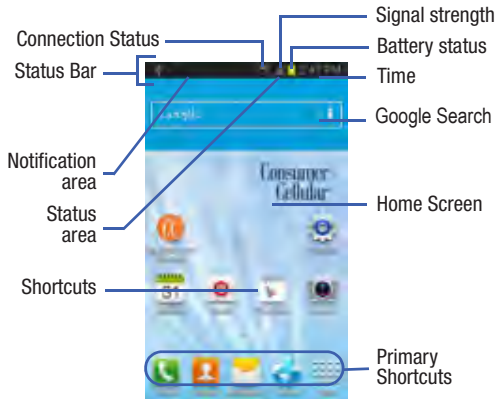 Signal strength
Connection Status
Battery status
Status Bar
Time
Google
Google Search
Notification
area
Consumer
Cellular
Status
area
Home Screen
31
Shortcuts
Primary
Shortcuts